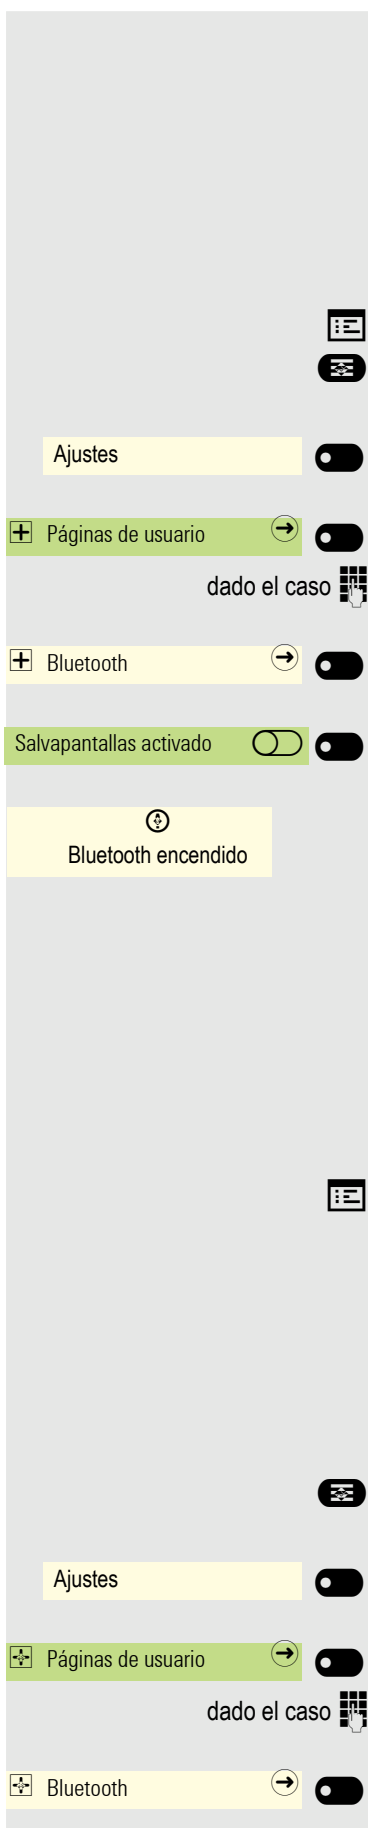 Ajustes
Páginas de usuario
dado el caso
Bluetooth
Salvapantallas activado
Bluetooth encendido
Ajustes
Páginas de usuario
dado el caso
Bluetooth